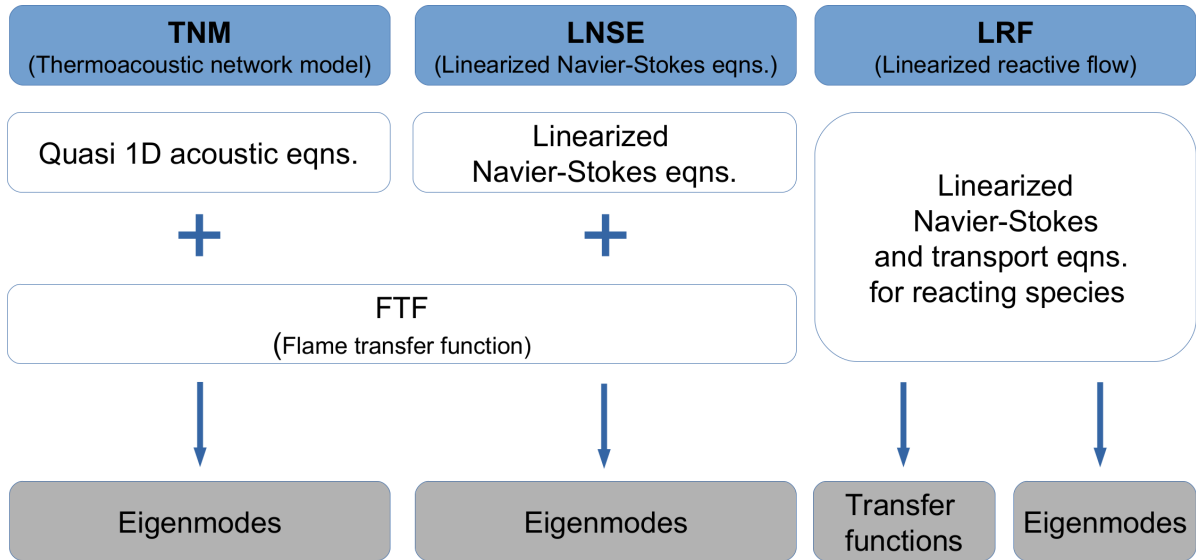 TNM
(Thermoacoustic network model)
LNSE
(Linearized Navier-Stokes eqns.)
LRF
(Linearized reactive flow)
Quasi 1D acoustic eqns.
Linearized
Navier-Stokes eqns.
Linearized
Navier-Stokes
and transport eqns.
for reacting species
+
+
FTF
(Flame transfer function)
Eigenmodes
Eigenmodes
Transfer
functions
Eigenmodes